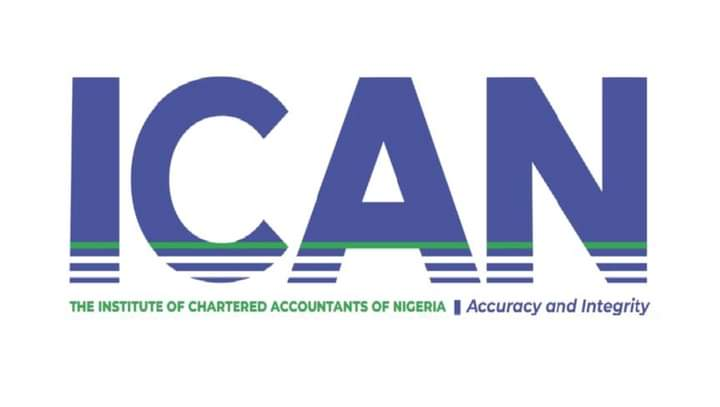 ICAN
THE INSTITUTE OF CHARTERED ACCOUNTANTS OF NIGERIA | Accuracy and Integrity